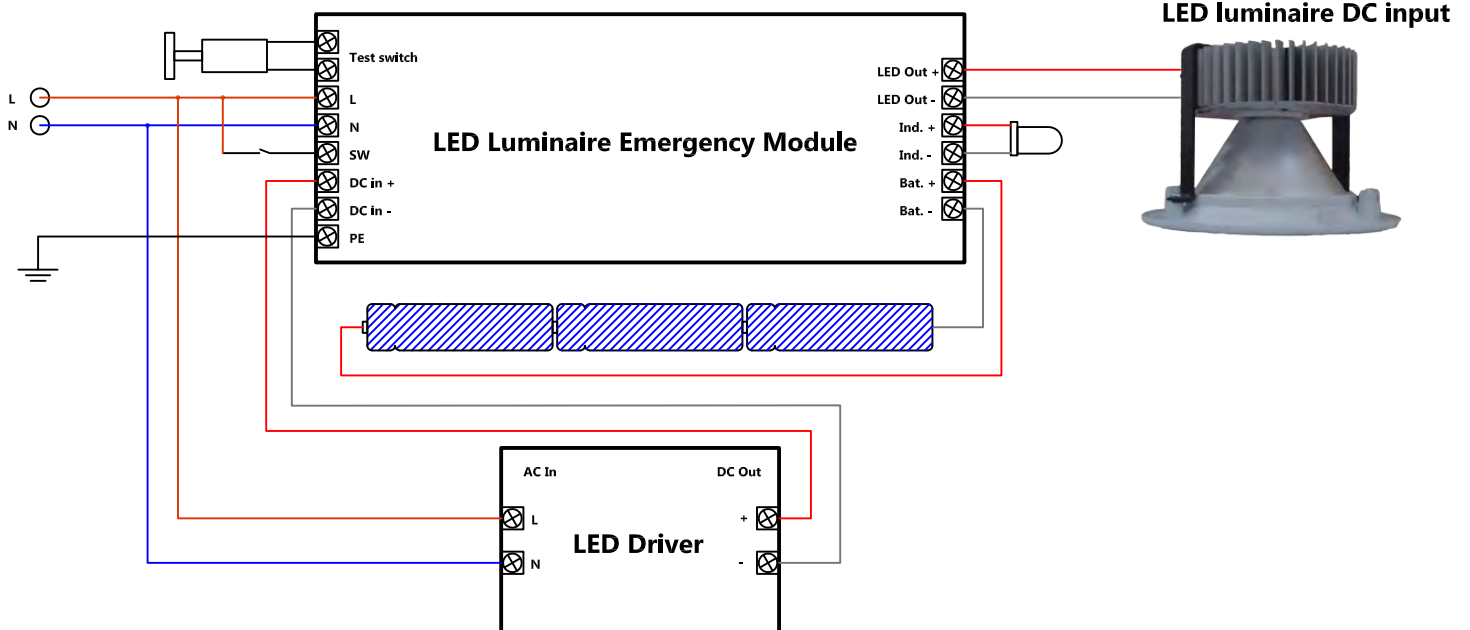 LED luminaire DC input
Test switch
L
N
L
N
SW
DC in +
DC in -
PE
LED Luminaire Emergency Module
LED Out +
LED Out -
Ind. +
Ind. -
Bat. +
Bat. -
AC In
DC Out
L
N
LED Driver
+
-